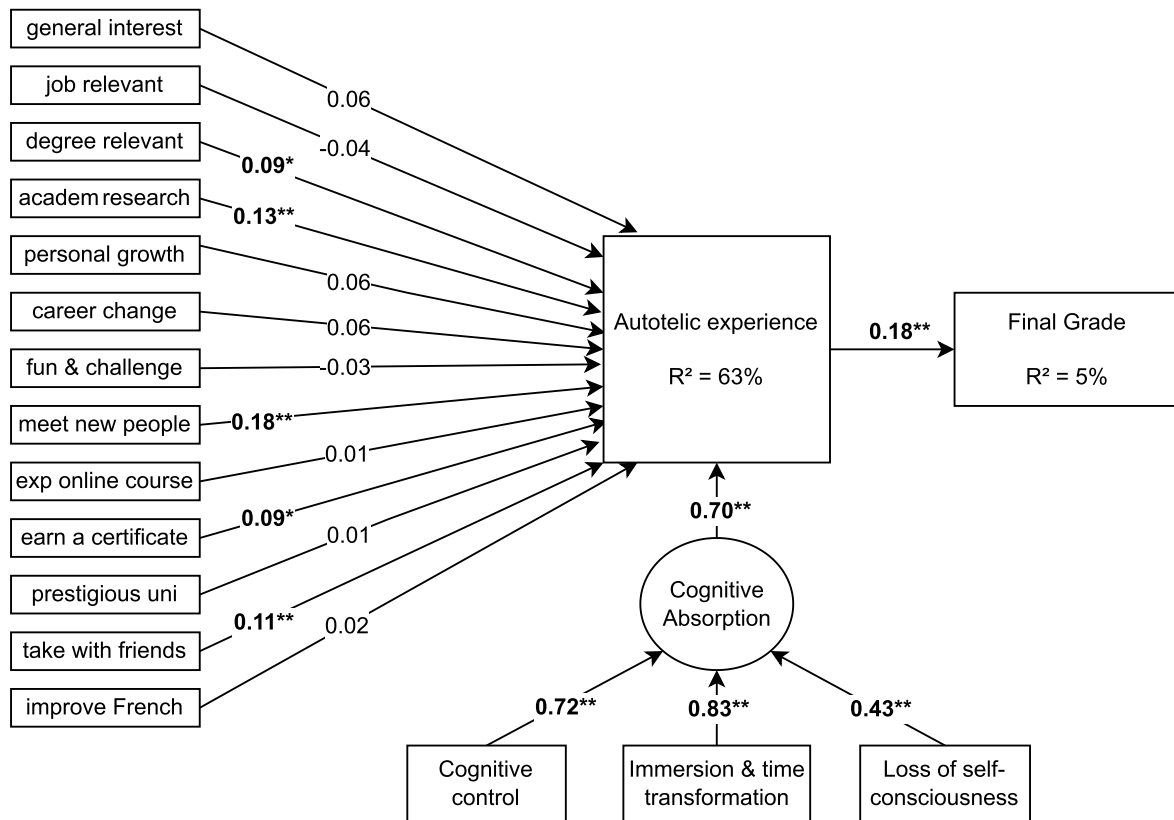 general interest
job relevant
degree relevant
academ research
personal growth
career change
fun & challenge
meet new people
exp online course
earn a certificate
prestigious uni
take with friends
improve French
0.06
-0.04
0.09*
0.13**
0.06
0.06
-0.03
0.18**
0.01
0.09*
0.01
0.11**
0.02
Autotelic experience
R² = 63%
0.18**
Final Grade
R² = 5%
0.70**
Cognitive
Absorption
0.72**
0.83**
0.43**
Cognitive
control
Immersion & time
transformation
Loss of self-
consciousness